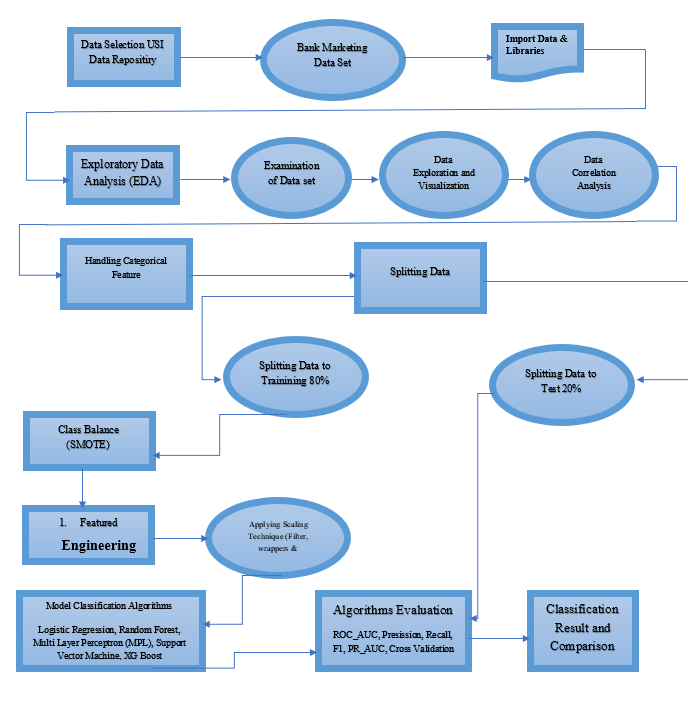 Data Selection USI
Data Repositiry
Bank Marketing
Data Set
Import Data &
Libraries
Exploratory Data
Analysis (EDA)
Examination
of Data set
Data
Exploration and
Visualization
Data
Correlation
Analysis
Handling Categorical
Feature
Splitting Data
Splitting Data to
Trainining 80%
Splitting Data to
Test 20%
Class Balance
(SMOTE)
1. Featured
Engineering
Applying Scaling
Technique (Filter,
wrappers &
Model Classification Algorithms
Logistic Regression, Random Forest,
Multi Layer Perceptron (MPL), Support
Vector Machine, XG Boost
Algorithms Evaluation
ROC_AUC, Presission, Recall,
F1, PR_AUC, Cross Validation
Classification
Result and
Comparison